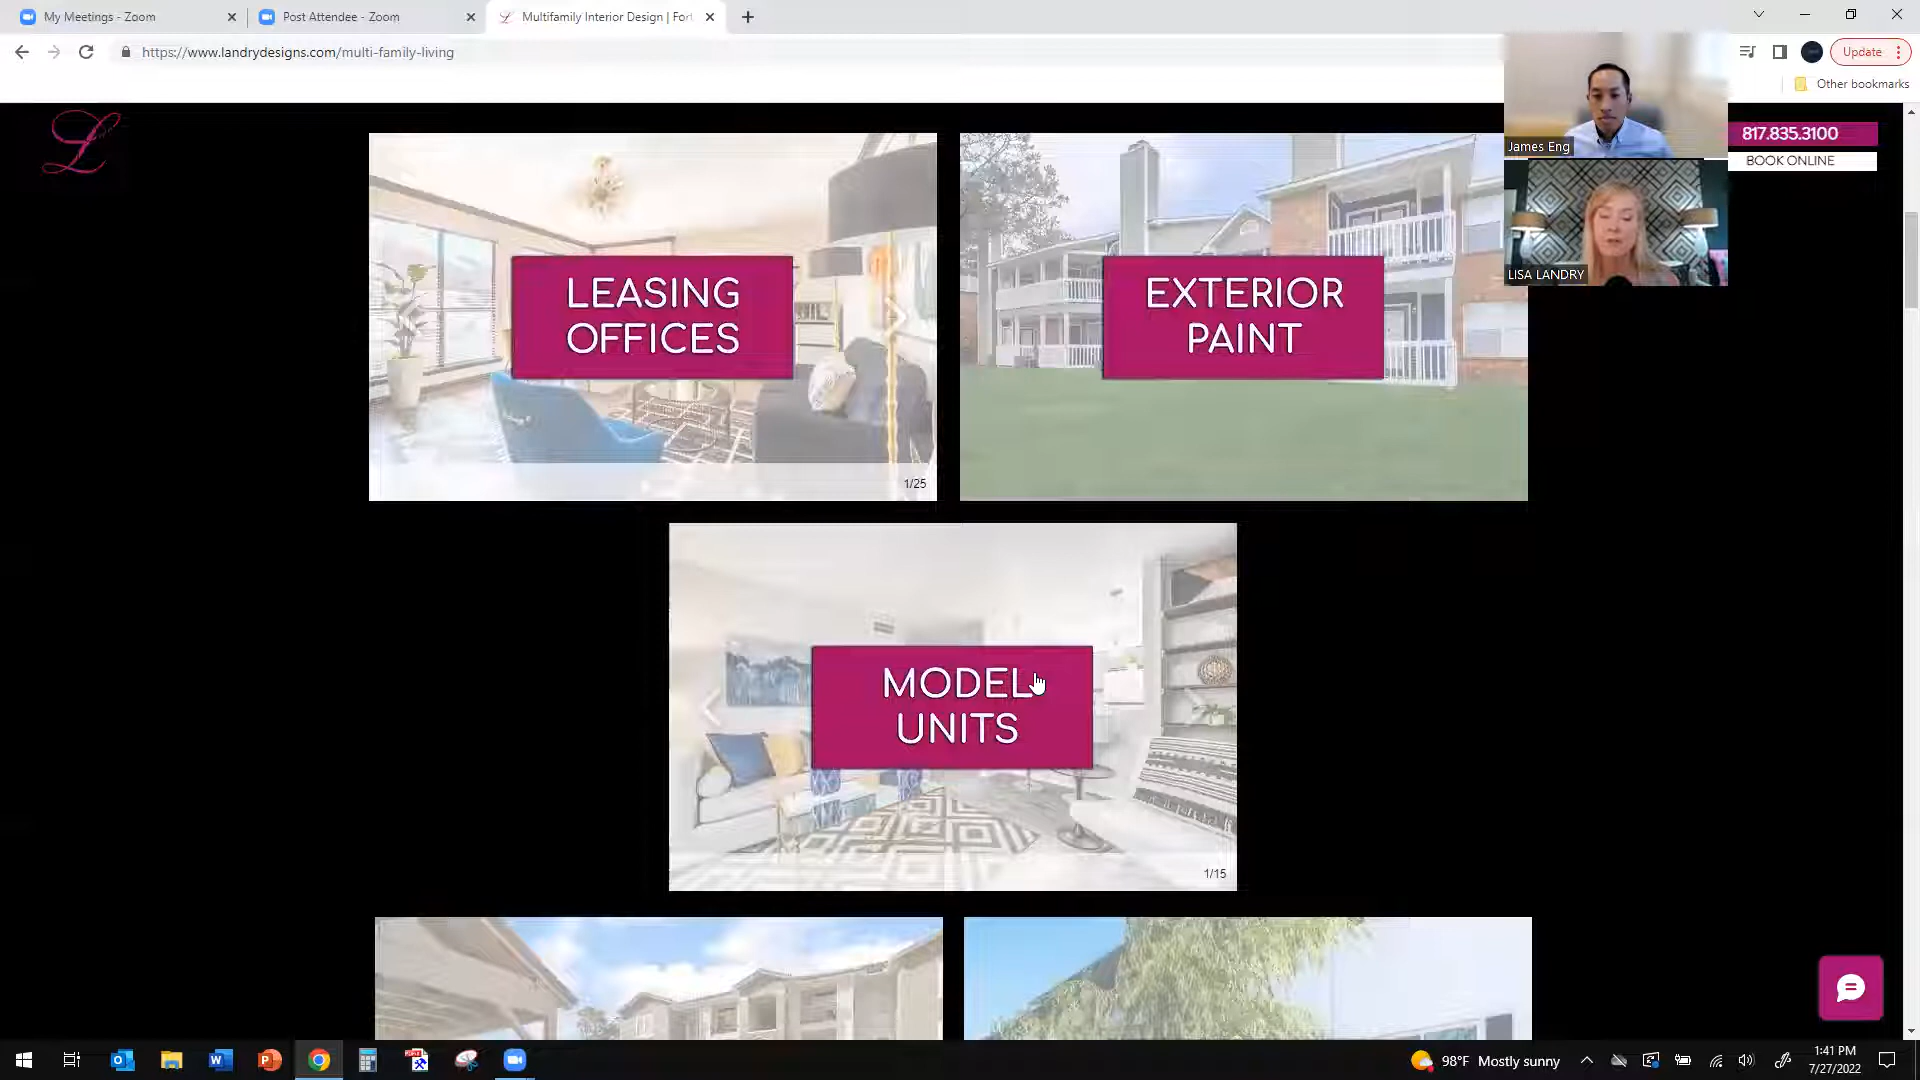 My Meetings - Zoom
Post Attendee - Zoom
Multifamily Interior Design | Fort
https://www.landrydesigns.com/multi-family-living
Update
Other bookmarks
L
817.835.3100
BOOK ONLINE
James Eng
LISA LANDRY
LEASING
OFFICES
1/25
EXTERIOR
PAINT
MODEL
UNITS
1/15
98°F Mostly sunny
1:41 PM
7/27/2022